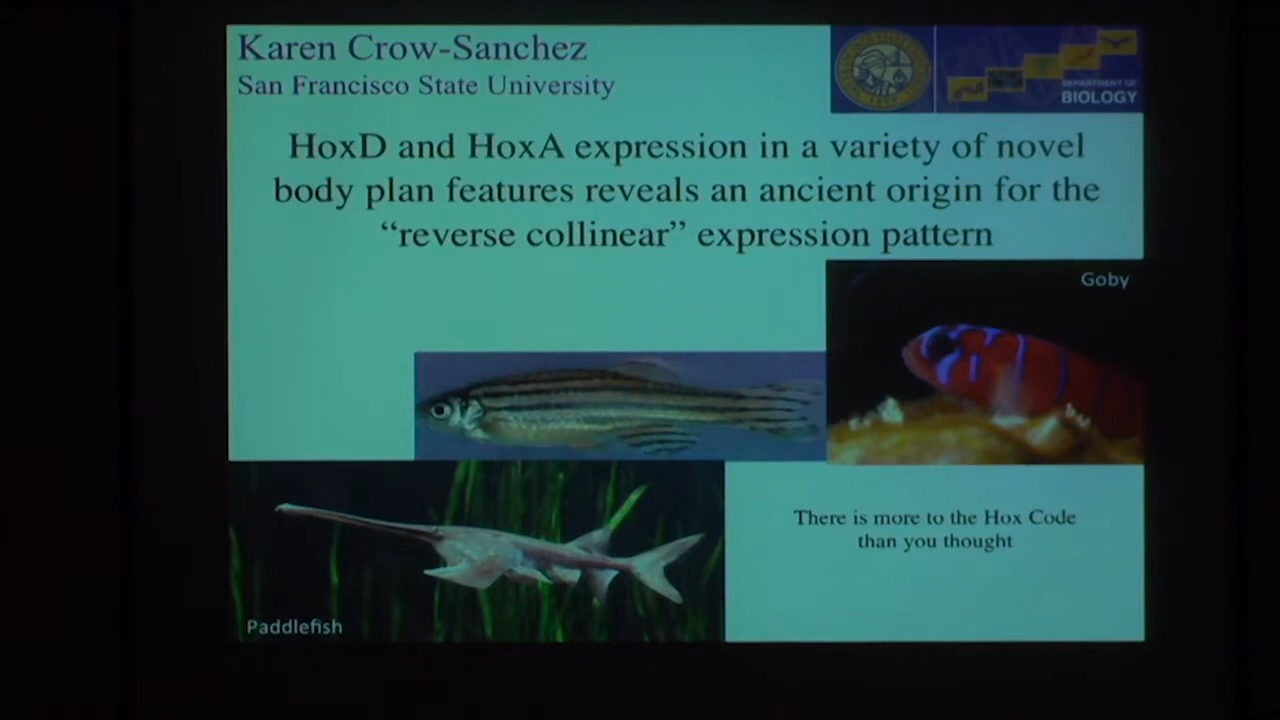 Karen Crow-Sanchez
San Francisco State University
DEPARTMENT OF
BIOLOGY
HoxD and HoxA expression in a variety of novel
body plan features reveals an ancient origin for the
“reverse collinear” expression pattern
Goby
There is more to the Hox Code
than you thought
Paddlefish